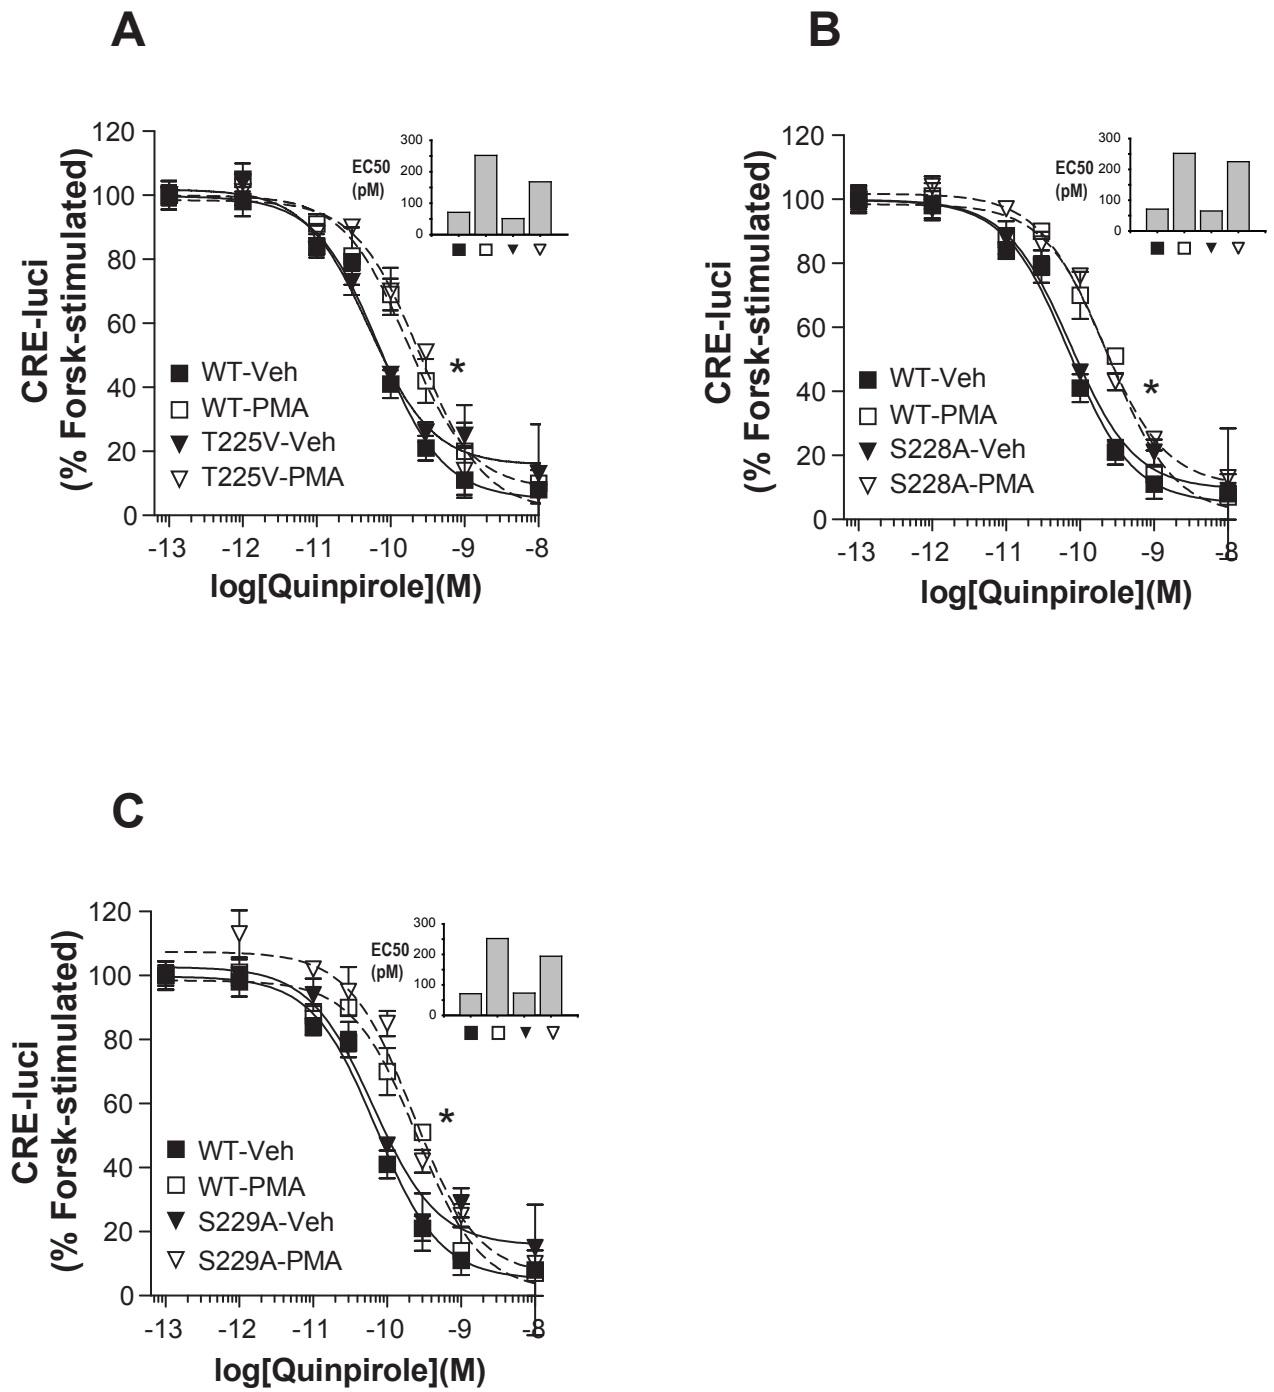 A
CRE-luci
(% Forsk-stimulated)
120
100
80
60
40
20
0
EC50
(pM)
300
200
100
0
WT-Veh
WT-PMA
T225V-Veh
T225V-PMA
*
-13 -12 -11 -10 -9 -8
log[Quinpirole](M)
B
CRE-luci
(% Forsk-stimulated)
120
100
80
60
40
20
0
EC50
(pM)
300
200
100
0
WT-Veh
WT-PMA
S228A-Veh
S228A-PMA
*
-13 -12 -11 -10 -9 -8
log[Quinpirole](M)
C
CRE-luci
(% Forsk-stimulated)
120
100
80
60
40
20
0
EC50
(pM)
300
200
100
0
*
WT-Veh
WT-PMA
S229A-Veh
S229A-PMA
-13 -12 -11 -10 -9 -8
log[Quinpirole](M)